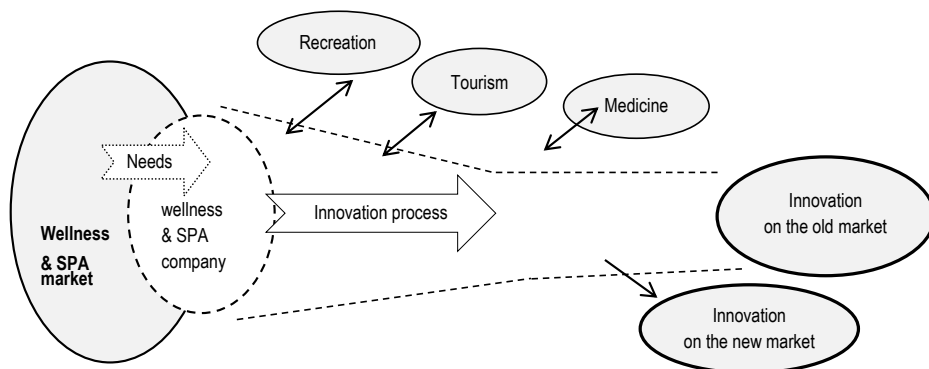 Recreation
Tourism
Medicine
Needs
Wellness
& SPA
market
wellness
& SPA
company
Innovation process
Innovation
on the old market
Innovation
on the new market